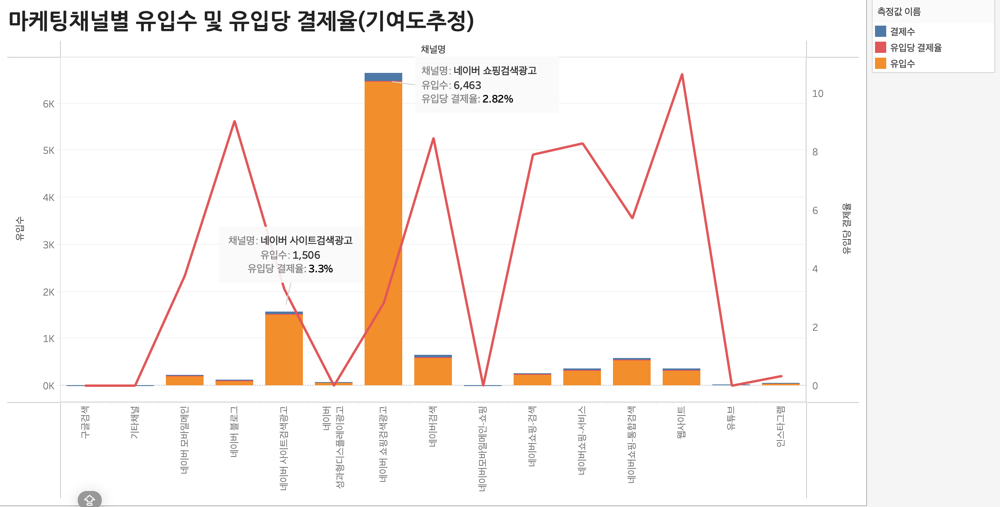 마케팅채널별 유입수 및 유입당 결제율(기여도추정)
측정값 이름
결제수
유입당 결제율
유입수
채널명
채널명: 네이버 쇼핑검색광고
유입수: 6,463
유입당 결제율: 2.82%
채널명: 네이버 사이트검색광고
유입수: 1,506
유입당 결제율: 3.3%
유입수
6K
5K
4K
3K
2K
1K
0K
유입당 결제율
10
8
6
4
2
0
구글검색
기타채널
네이버 모바일메인
네이버 블로그
네이버 사이트검색광고
네이버
성과형디스플레이광고
네이버 쇼핑검색광고
네이버검색
네이버모바일메인-쇼핑
네이버쇼핑-검색
네이버쇼핑-서비스
네이버쇼핑-통합검색
웹사이트
유튜브
인스타그램